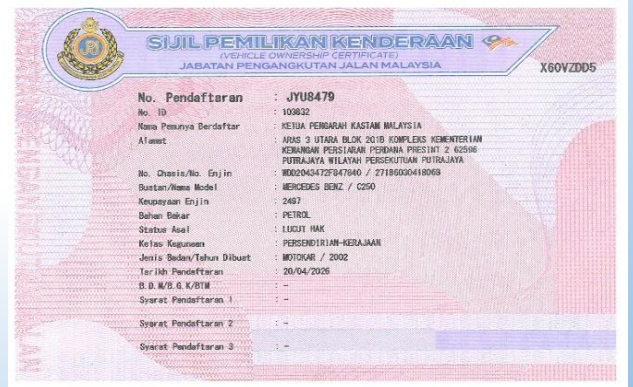 SIJIL PEMILIKAN KENDERAAN
(VEHICLE OWNERSHIP CERTIFICATE)
JABATAN PENGANGKUTAN JALAN MALAYSIA
X60VZDD5
No. Pendaftaran : JYU8479
No. ID : 103832
Nama Pemunya Berdaftar : KETUA PENGARAH KASTAM MALAYSIA
Alamat : ARAS 3 UTARA BLOK 2G1B KOMPLEKS KEMENTERIAN
KEWANGAN PERSIARAN PERDANA PRESINT 2 62596
PUTRAJAYA WILAYAH PERSEKUTUAN PUTRAJAYA
No. Chasis/No. Enjin : WDD2043472F847640 / 27186030418069
Buatan/Nama Model : MERCEDES BENZ / C250
Keupayaan Enjin : 2497
Bahan Bakar : PETROL
Status Asal : LUCUT HAK
Kelas Kegunaan : PERSENDIRIAN-KERAJAAN
Jenis Badan/Tahun Dibuat : MOTOKAR / 2002
Tarikh Pendaftaran : 20/04/2026
B.D.M/B.G.K/BTM : -
Syarat Pendaftaran 1 : -
Syarat Pendaftaran 2 : -
Syarat Pendaftaran 3 : -